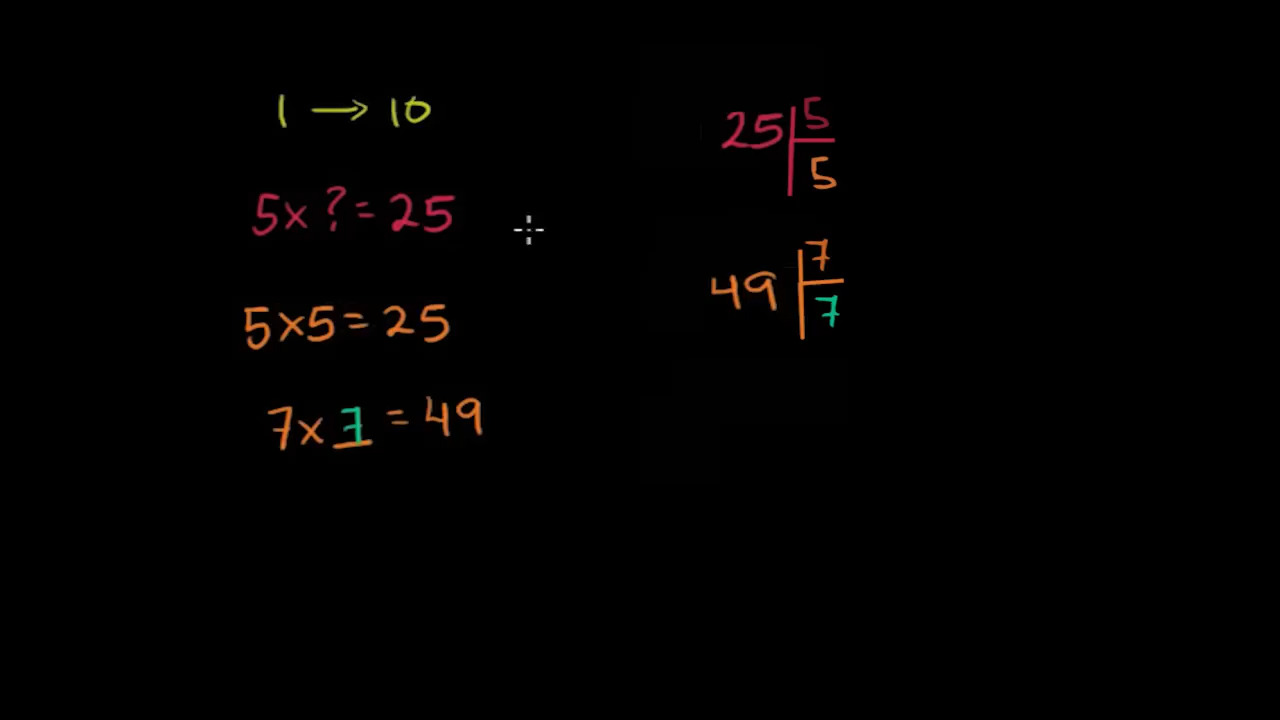 1 → 10
5 × ? = 25
5 × 5 = 25
7 × 7 = 49
25 | 5
5
49 | 7
7